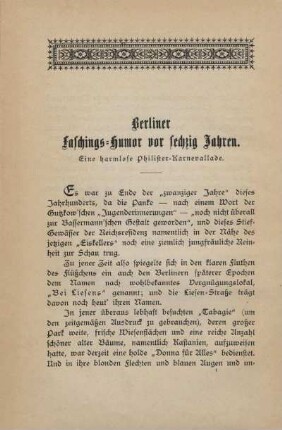 Berliner
Faschings-Humor vor sechzig Jahren.
Eine harmlose Philister-Karnevallade.
Es war zu Ende der „zwanziger Jahre“ dieses
Jahrhunderts, da die Panke — nach einem Wort der
Gutzkow'schen „Jugenderinnerungen“ — „noch nicht überall
zur Bassermann'schen Gestalt geworden“ — und dieses Stief-
Gewässer der Reichsresidenz namentlich in der Nähe des
jetzigen „Eiskellers“ noch eine ziemlich jungfräuliche Rein-
heit zur Schau trug.
Zu jener Zeit also spiegelte sich in den klaren Fluthen
des Flüßchens ein auch den Berlinern späterer Epochen
dem Namen nach wohlbekanntes Vergnügungslokal,
„Bei Liesens“ genannt; und die Liesen-Straße trägt
davon noch heut' ihren Namen.
In jener überaus lebhaft besuchten „Tabagie“ (um
den zeitgemäßen Ausdruck zu gebrauchen), deren großer
Park weite, frische Wiesenflächen und eine reiche Anzahl
schöner alter Bäume, namentlich Kastanien, aufzuweisen
hatte, war derzeit eine holde „Donna für Alles“ bedienstet.
Und in ihre blonden Flechten und blauen Augen und un-